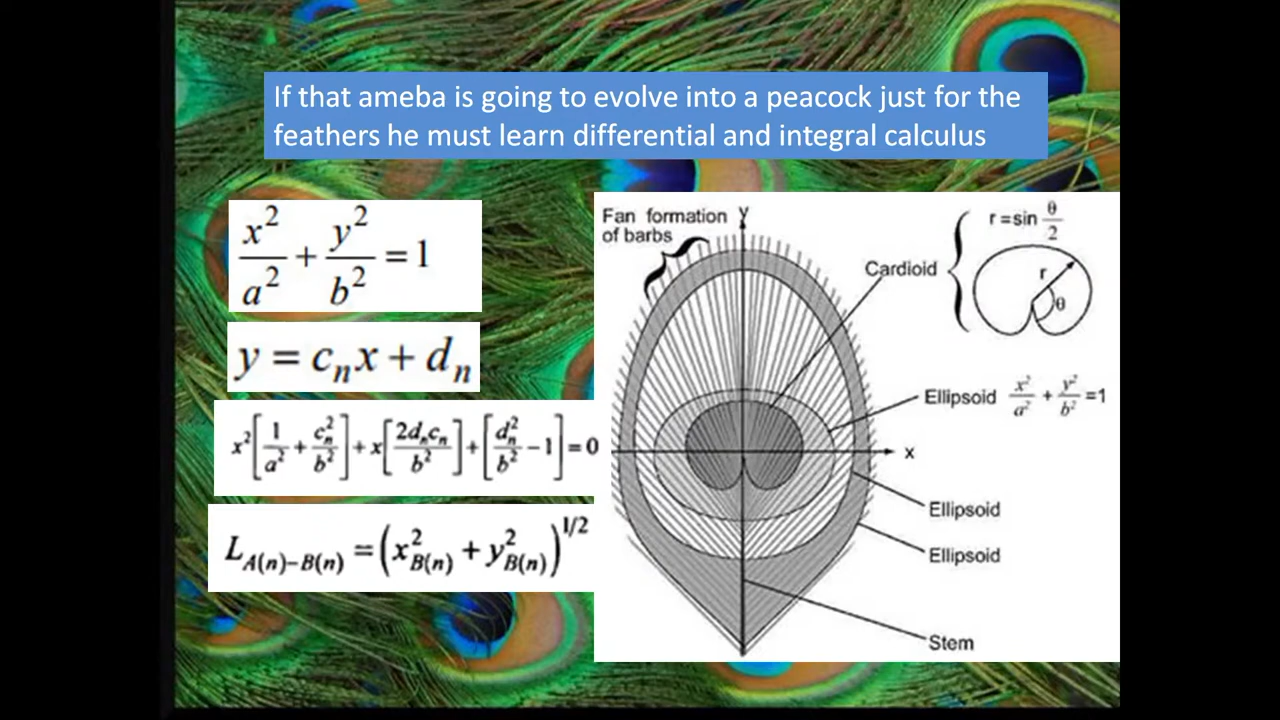 If that ameba is going to evolve into a peacock just for the
feathers he must learn differential and integral calculus
x²/a² + y²/b² = 1
y = cₙx + dₙ
x²[1/a² + cₙ²/b²] + x[2dₙcₙ/b²] + [dₙ²/b² − 1] = 0
L_A(n)−B(n) = (x²_B(n) + y²_B(n))^1/2
Fan formation
of barbs
Y
Cardioid
r = sin θ/2
r
θ
Ellipsoid x²/a² + y²/b² = 1
x
Ellipsoid
Ellipsoid
Stem